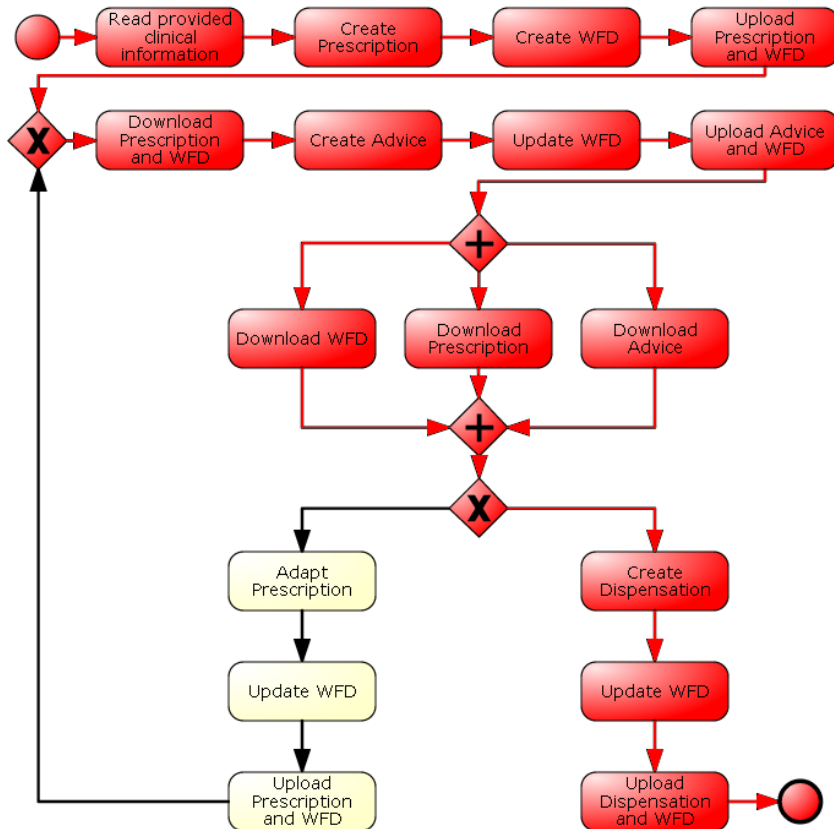 Read provided
clinical
information
Create
Prescription
Create WFD
Upload
Prescription
and WFD
X
Download
Prescription
and WFD
Create Advice
Update WFD
Upload Advice
and WFD
+
Download WFD
Download
Prescription
Download
Advice
+
X
Adapt
Prescription
Create
Dispensation
Update WFD
Update WFD
Upload
Prescription
and WFD
Upload
Dispensation
and WFD